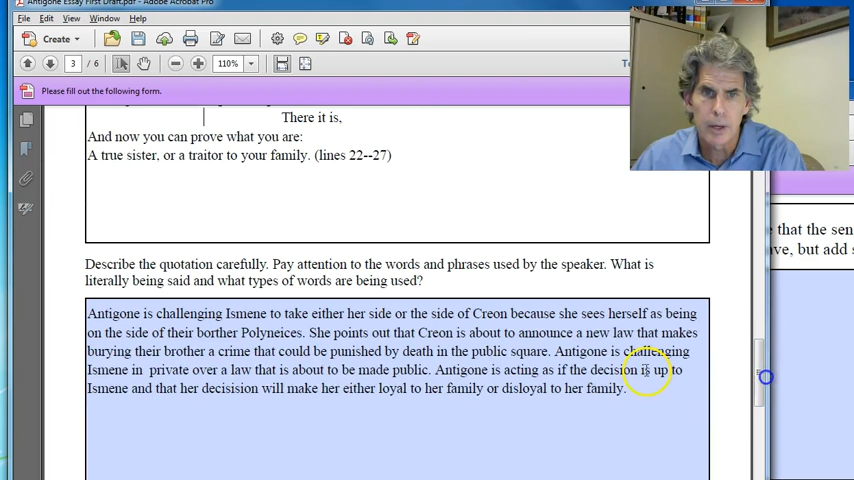 Antigone Essay First Draft.pdf - Adobe Acrobat Pro
File Edit View Window Help
Create
3 / 6 110%
Please fill out the following form.
There it is,
And now you can prove what you are:
A true sister, or a traitor to your family. (lines 22--27)
Describe the quotation carefully. Pay attention to the words and phrases used by the speaker. What is
literally being said and what types of words are being used?
Antigone is challenging Ismene to take either her side or the side of Creon because she sees herself as being
on the side of their borther Polyneices. She points out that Creon is about to announce a new law that makes
burying their brother a crime that could be punished by death in the public square. Antigone is challenging
Ismene in private over a law that is about to be made public. Antigone is acting as if the decision is up to
Ismene and that her decisision will make her either loyal to her family or disloyal to her family.
that the sen
ve, but add